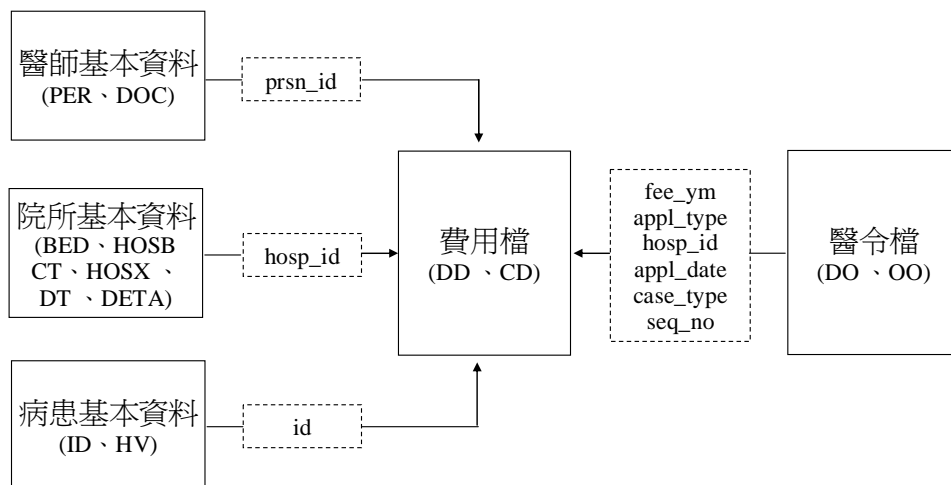 醫師基本資料
(PER、DOC)
prsn_id
院所基本資料
(BED、HOSB
CT、HOSX 、
DT 、DETA)
hosp_id
病患基本資料
(ID、HV)
id
費用檔
(DD 、CD)
fee_ym
appl_type
hosp_id
appl_date
case_type
seq_no
醫令檔
(DO 、OO)